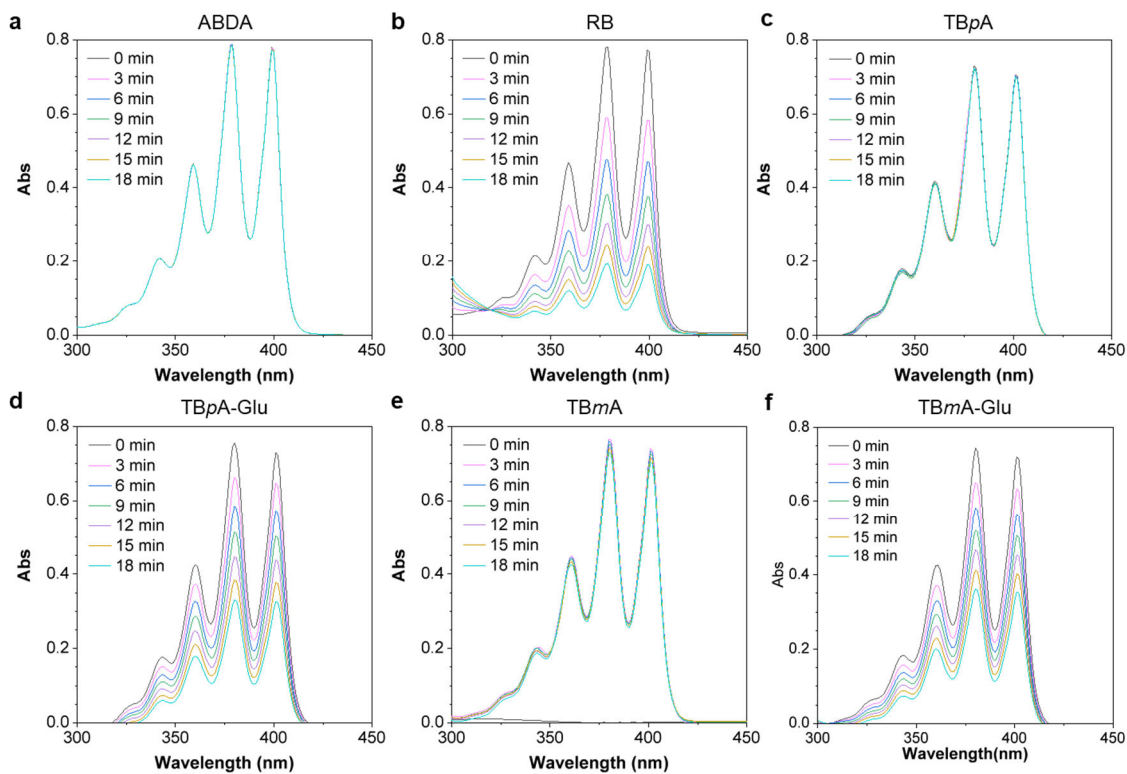 a
ABDA
0 min
3 min
6 min
9 min
12 min
15 min
18 min
Abs
0.8
0.6
0.4
0.2
0.0
300
350
400
450
Wavelength (nm)
b
RB
0 min
3 min
6 min
9 min
12 min
15 min
18 min
Abs
0.8
0.6
0.4
0.2
0.0
300
350
400
450
Wavelength (nm)
c
TBpA
0 min
3 min
6 min
9 min
12 min
15 min
18 min
Abs
0.8
0.6
0.4
0.2
0.0
300
350
400
450
Wavelength (nm)
d
TBpA-Glu
0 min
3 min
6 min
9 min
12 min
15 min
18 min
Abs
0.8
0.6
0.4
0.2
0.0
300
350
400
450
Wavelength (nm)
e
TBmA
0 min
3 min
6 min
9 min
12 min
15 min
18 min
Abs
0.8
0.6
0.4
0.2
0.0
300
350
400
450
Wavelength (nm)
f
TBmA-Glu
0 min
3 min
6 min
9 min
12 min
15 min
18 min
Abs
0.8
0.6
0.4
0.2
0.0
300
350
400
450
Wavelength(nm)